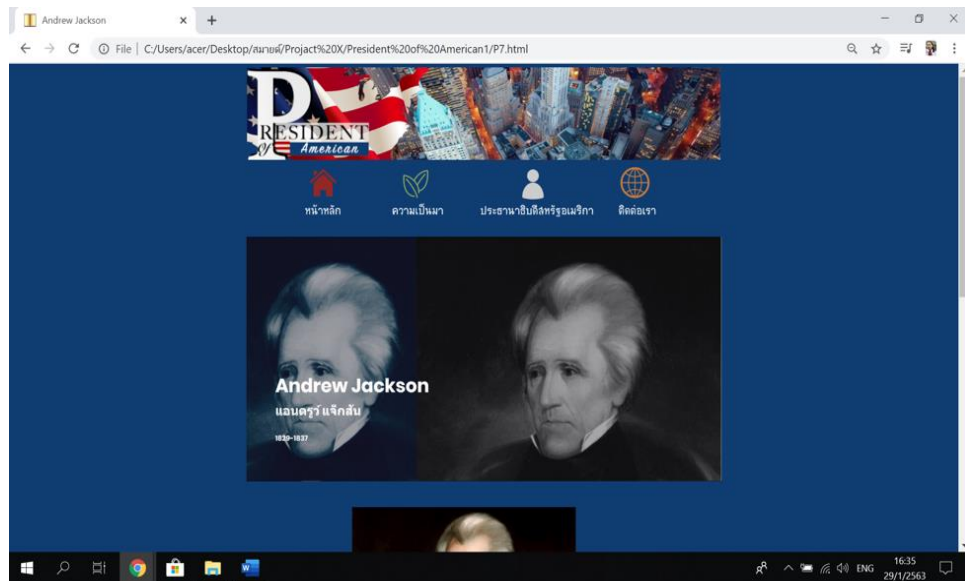 Andrew Jackson
File
C:/Users/acer/Desktop/สมายด์/Projact%20X/President%20of%20American1/P7.html
PRESIDENT
of American
หน้าหลัก
ความเป็นมา
ประธานาธิบดีสหรัฐอเมริกา
ติดต่อเรา
Andrew Jackson
แอนดรูว์ แจ็กสัน
1829-1837
ENG
16:35
29/1/2563